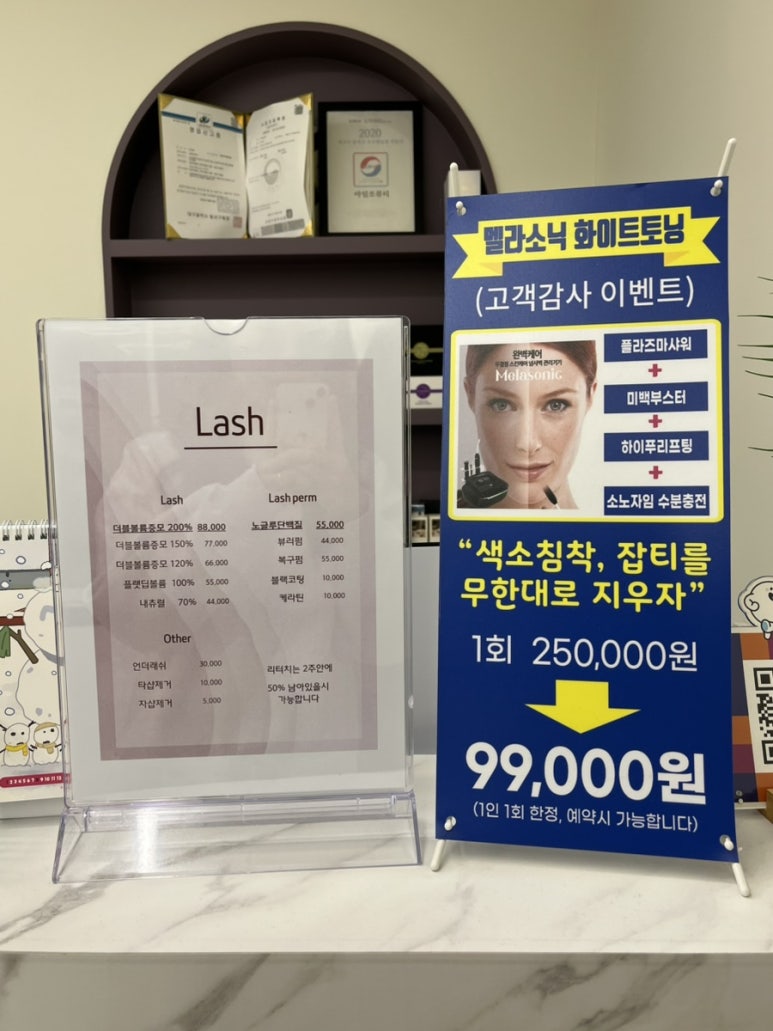 2020
Lash
Lash
더블볼륨증모 200% 88,000
더블볼륨증모 150% 77,000
더블볼륨증모 120% 66,000
플랫딥볼륨 100% 55,000
내츄럴 70% 44,000
Lash perm
노글루단백질 55,000
뷰러펌 44,000
복구펌 55,000
블랙코팅 10,000
케라틴 10,000
Other
언더래쉬 30,000
타샵제거 10,000
자샵제거 5,000
리터치는 2주안에
50% 남아있을시
가능합니다
멜라소닉 화이트토닝
(고객감사 이벤트)
완벽케어
Melasonic
플라즈마샤워
+
미백부스터
+
하이푸리프팅
+
소노자임 수분충전
“색소침착, 잡티를
무한대로 지우자”
1회 250,000원
99,000원
(1인 1회 한정, 예약시 가능합니다)